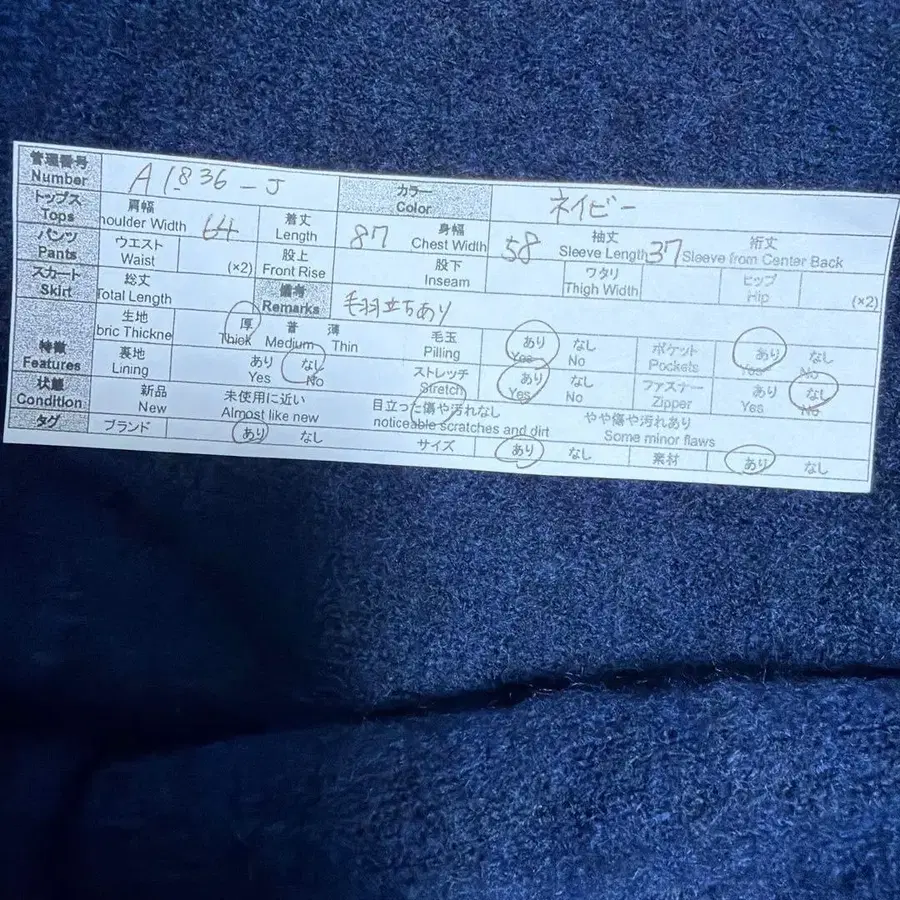 管理番号 Number A1836-J カラー Color ネイビー
トップス Tops 肩幅 houlder Width 64 着丈 Length 87 身幅 Chest Width 58 袖丈 Sleeve Length 37 裄丈 Sleeve from Center Back
パンツ Pants ウエスト Waist (×2) 股上 Front Rise 股下 Inseam ワタリ Thigh Width ヒップ Hip (×2)
スカート Skirt 総丈 Total Length 備考 Remarks 毛羽立ちあり
特徴 Features 生地 bric Thickne 厚 Thick 普 Medium 薄 Thin 毛玉 Pilling あり Yes なし No ポケット Pockets あり Yes なし
裏地 Lining あり Yes なし No ストレッチ Stretch あり Yes なし No ファスナー Zipper あり Yes なし No
状態 Condition 新品 New 未使用に近い Almost like new 目立った傷や汚れなし noticeable scratches and dirt やや傷や汚れあり Some minor flaws
タグ ブランド あり なし サイズ あり なし 素材 あり なし